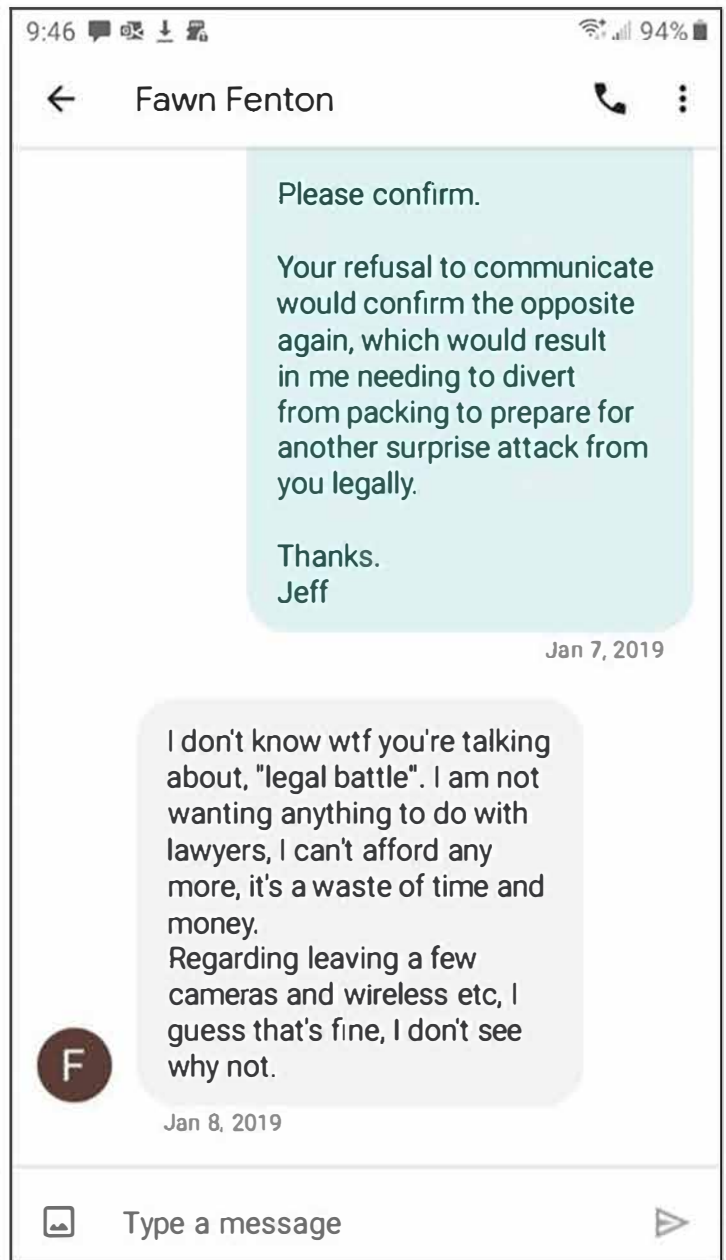 9:46 94%
Fawn Fenton
Please confirm.
Your refusal to communicate
would confirm the opposite
again, which would result
in me needing to divert
from packing to prepare for
another surprise attack from
you legally.
Thanks.
Jeff
Jan 7, 2019
I don't know wtf you're talking
about, "legal battle". I am not
wanting anything to do with
lawyers, I can't afford any
more, it's a waste of time and
money.
Regarding leaving a few
cameras and wireless etc, I
guess that's fine, I don't see
why not.
F
Jan 8, 2019
Type a message